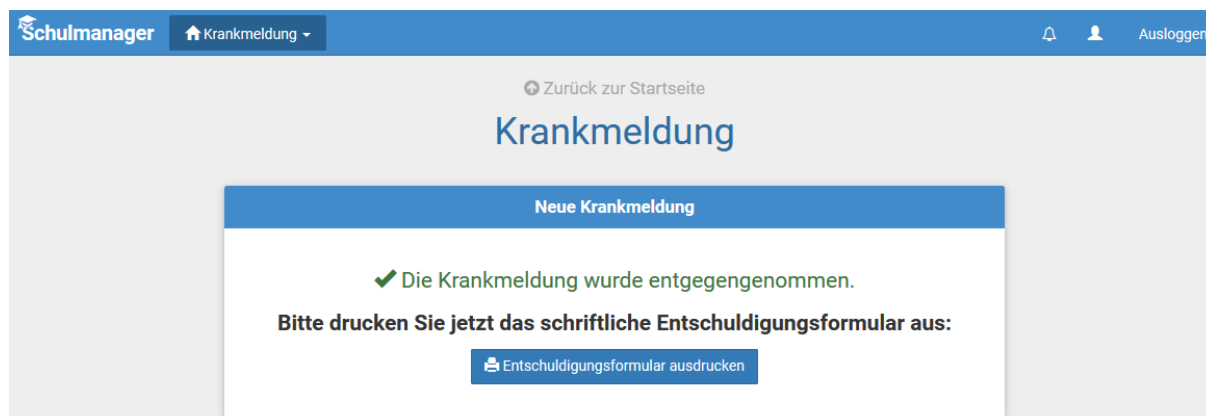 Schulmanager Krankmeldung Ausloggen
Zurück zur Startseite
Krankmeldung
Neue Krankmeldung
Die Krankmeldung wurde entgegengenommen.
Bitte drucken Sie jetzt das schriftliche Entschuldigungsformular aus:
Entschuldigungsformular ausdrucken